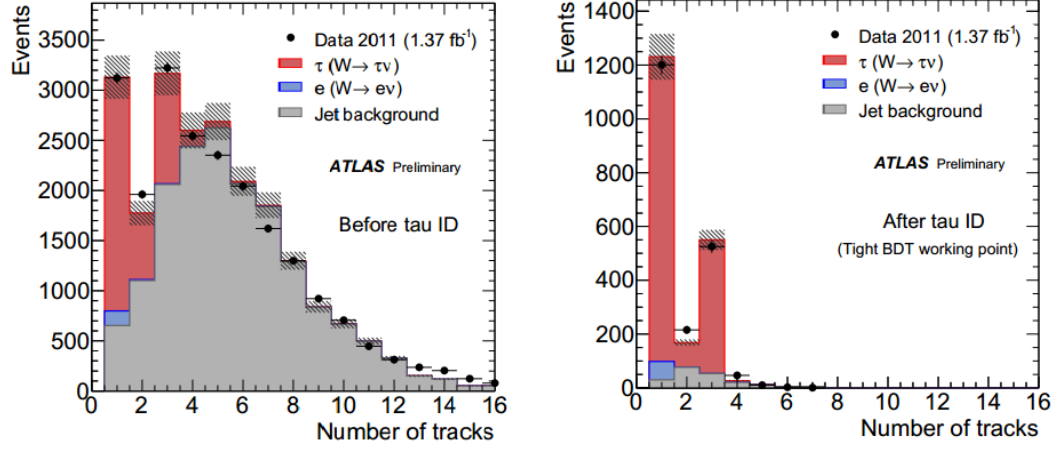 Events
3500
3000
2500
2000
1500
1000
500
0
0 2 4 6 8 10 12 14 16
Number of tracks
Data 2011 (1.37 fb⁻¹)
τ (W→ τν)
e (W→ eν)
Jet background
ATLAS Preliminary
Before tau ID
Events
1400
1200
1000
800
600
400
200
0
0 2 4 6 8 10 12 14 16
Number of tracks
Data 2011 (1.37 fb⁻¹)
τ (W→ τν)
e (W→ eν)
Jet background
ATLAS Preliminary
After tau ID
(Tight BDT working point)